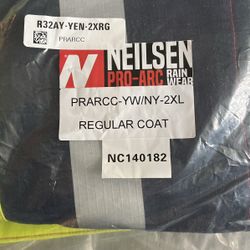 R32AY-YEN-2XRG
PRARCC
NEILSEN
PRO-ARC RAIN
WEAR
PRARCC-YW/NY-2XL
REGULAR COAT
NC140182